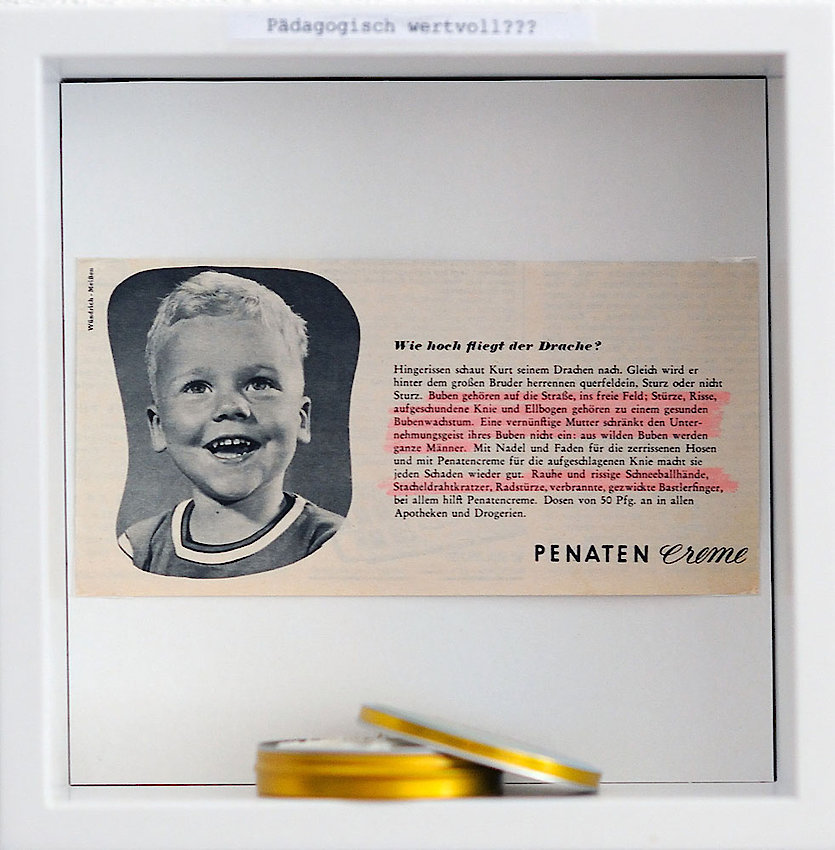 Pädagogisch wertvoll???
Wündrich-Meißen
Wie hoch fliegt der Drache?
Hingerissen schaut Kurt seinem Drachen nach. Gleich wird er
hinter dem großen Bruder herrennen querfeldein, Sturz oder nicht
Sturz. Buben gehören auf die Straße, ins freie Feld; Stürze, Risse,
aufgeschundene Knie und Ellbogen gehören zu einem gesunden
Bubenwachstum. Eine vernünftige Mutter schränkt den Unter-
nehmungsgeist ihres Buben nicht ein: aus wilden Buben werden
ganze Männer. Mit Nadel und Faden für die zerrissenen Hosen
und mit Penatencreme für die aufgeschlagenen Knie macht sie
jeden Schaden wieder gut. Rauhe und rissige Schneeballhände,
Stacheldrahtkratzer, Radstürze, verbrannte, gezwickte Bastlerfinger,
bei allem hilft Penatencreme. Dosen von 50 Pfg. an in allen
Apotheken und Drogerien.
PENATEN Creme